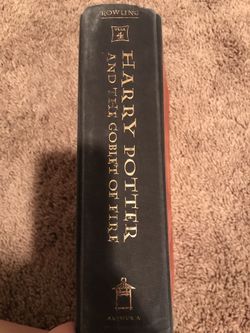 ROWLING
YEAR
4
HARRY POTTER
AND THE GOBLET OF FIRE